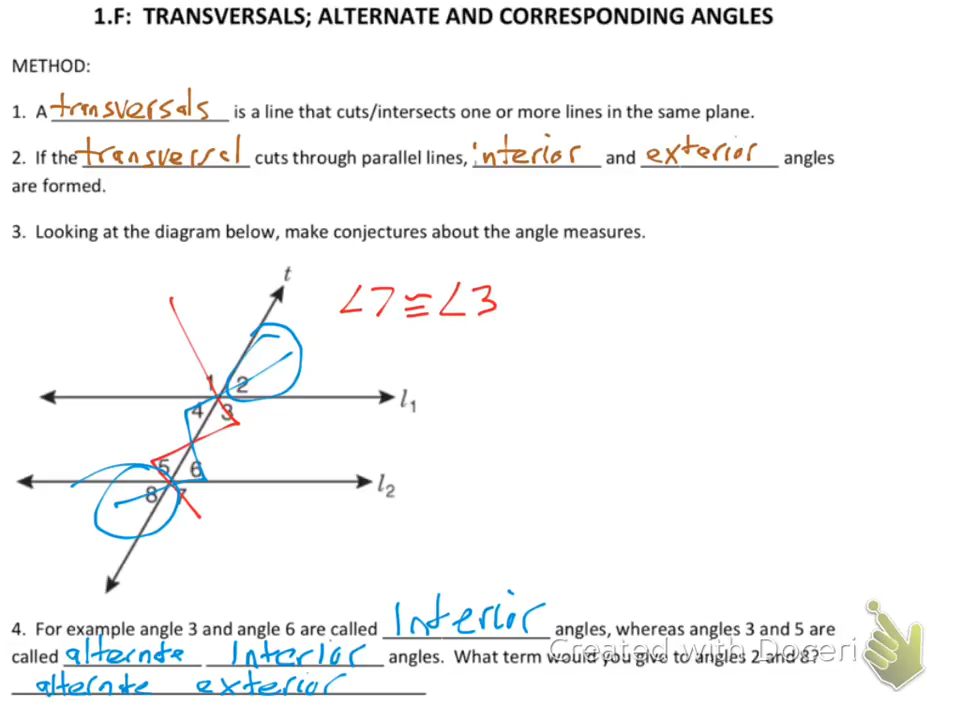 1.F: TRANSVERSALS; ALTERNATE AND CORRESPONDING ANGLES
METHOD:
1. A transversals is a line that cuts/intersects one or more lines in the same plane.
2. If the transversal cuts through parallel lines, interior and exterior angles
are formed.
3. Looking at the diagram below, make conjectures about the angle measures.
t
∠7 ≅ ∠3
1 2
l₁
4 3
5 6
l₂
8 7
4. For example angle 3 and angle 6 are called Interior angles, whereas angles 3 and 5 are
called alternate Interior angles. What term would you give to angles 2 and 8?
alternate exterior
Created with Doceri